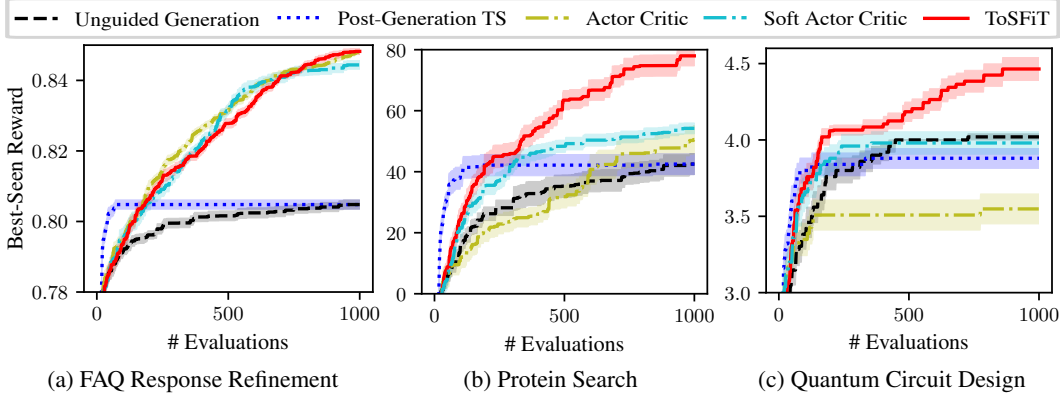 Unguided Generation Post-Generation TS Actor Critic Soft Actor Critic ToSFiT
Best-Seen Reward
0.84
0.82
0.80
0.78
0 500 1000
# Evaluations
(a) FAQ Response Refinement
80
60
40
20
0
0 500 1000
# Evaluations
(b) Protein Search
4.5
4.0
3.5
3.0
0 500 1000
# Evaluations
(c) Quantum Circuit Design